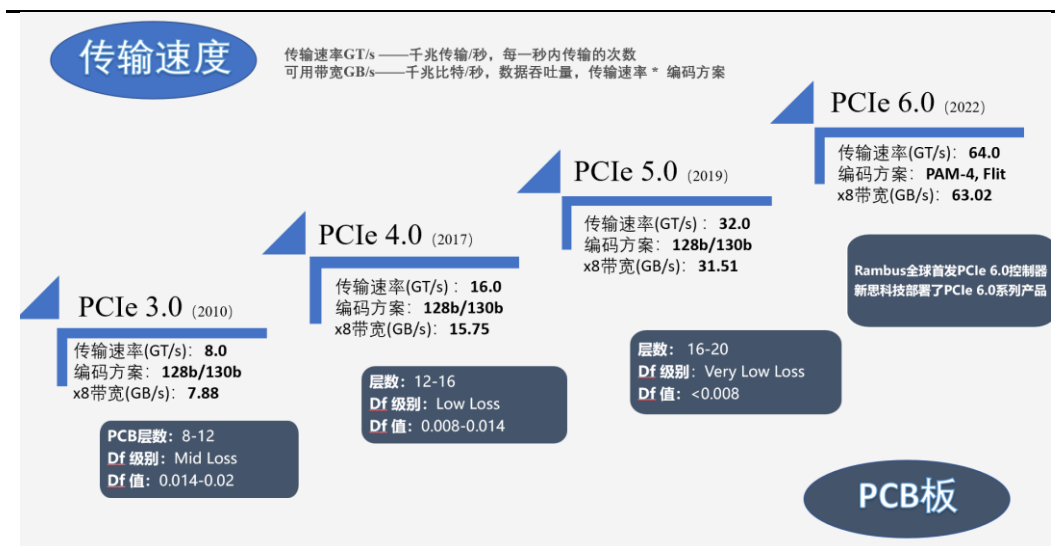 传输速度
传输速率GT/s ——千兆传输/秒，每一秒内传输的次数
可用带宽GB/s——千兆比特/秒，数据吞吐量，传输速率 * 编码方案
PCIe 6.0 (2022)
传输速率(GT/s)：64.0
编码方案：PAM-4, Flit
x8带宽(GB/s)：63.02
Rambus全球首发PCIe 6.0控制器
新思科技部署了PCIe 6.0系列产品
PCIe 5.0 (2019)
传输速率(GT/s)：32.0
编码方案：128b/130b
x8带宽(GB/s)：31.51
层数：16-20
Df 级别：Very Low Loss
Df 值：<0.008
PCIe 4.0 (2017)
传输速率(GT/s)：16.0
编码方案：128b/130b
x8带宽(GB/s)：15.75
层数：12-16
Df 级别：Low Loss
Df 值：0.008-0.014
PCIe 3.0 (2010)
传输速率(GT/s)：8.0
编码方案：128b/130b
x8带宽(GB/s)：7.88
PCB层数：8-12
Df 级别：Mid Loss
Df 值：0.014-0.02
PCB板